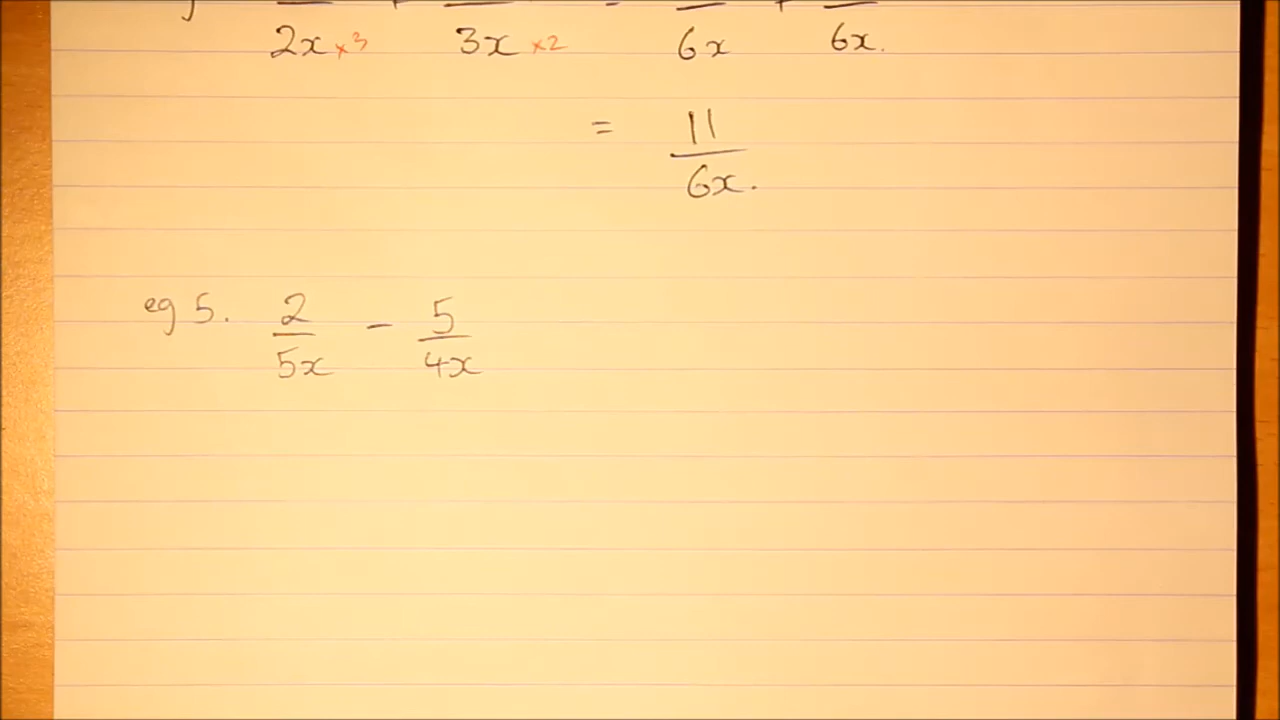 2x ×3 3x ×2 6x 6x.
= 11/6x.
eg 5. 2/5x - 5/4x